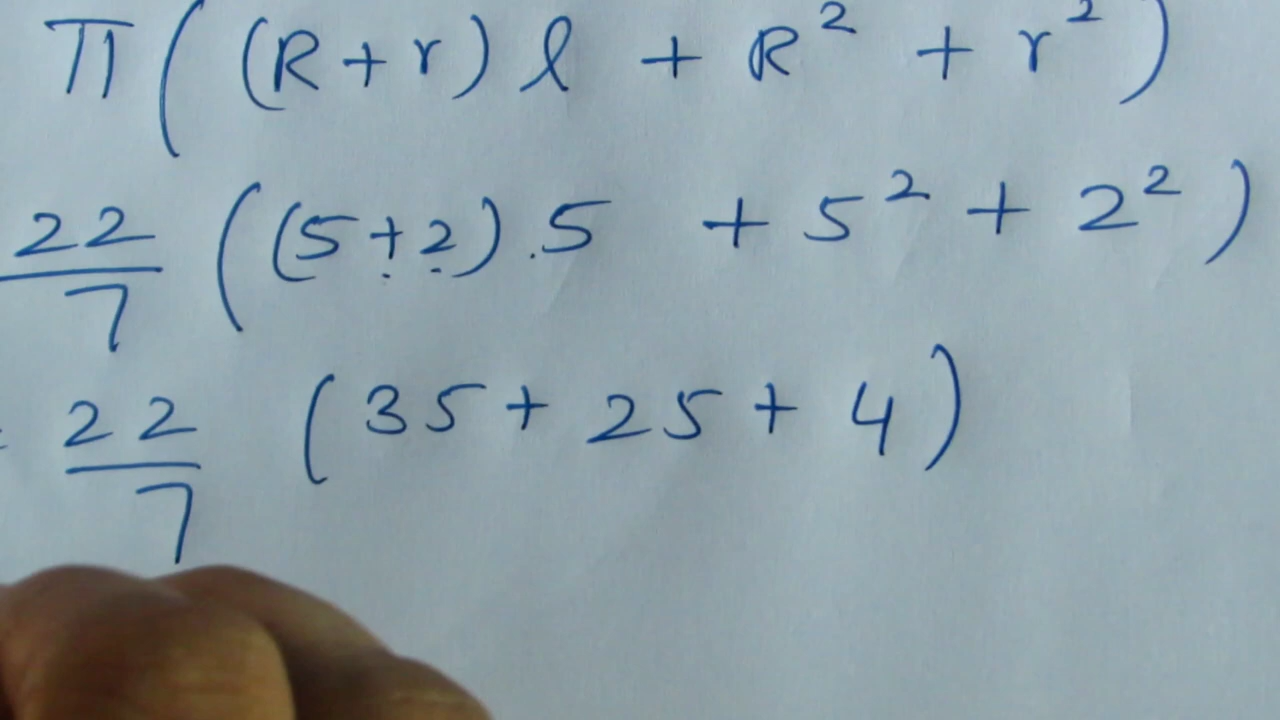 π((R+r)l + R² + r²)
22/7 ((5+2).5 + 5² + 2²)
= 22/7 (35 + 25 + 4)